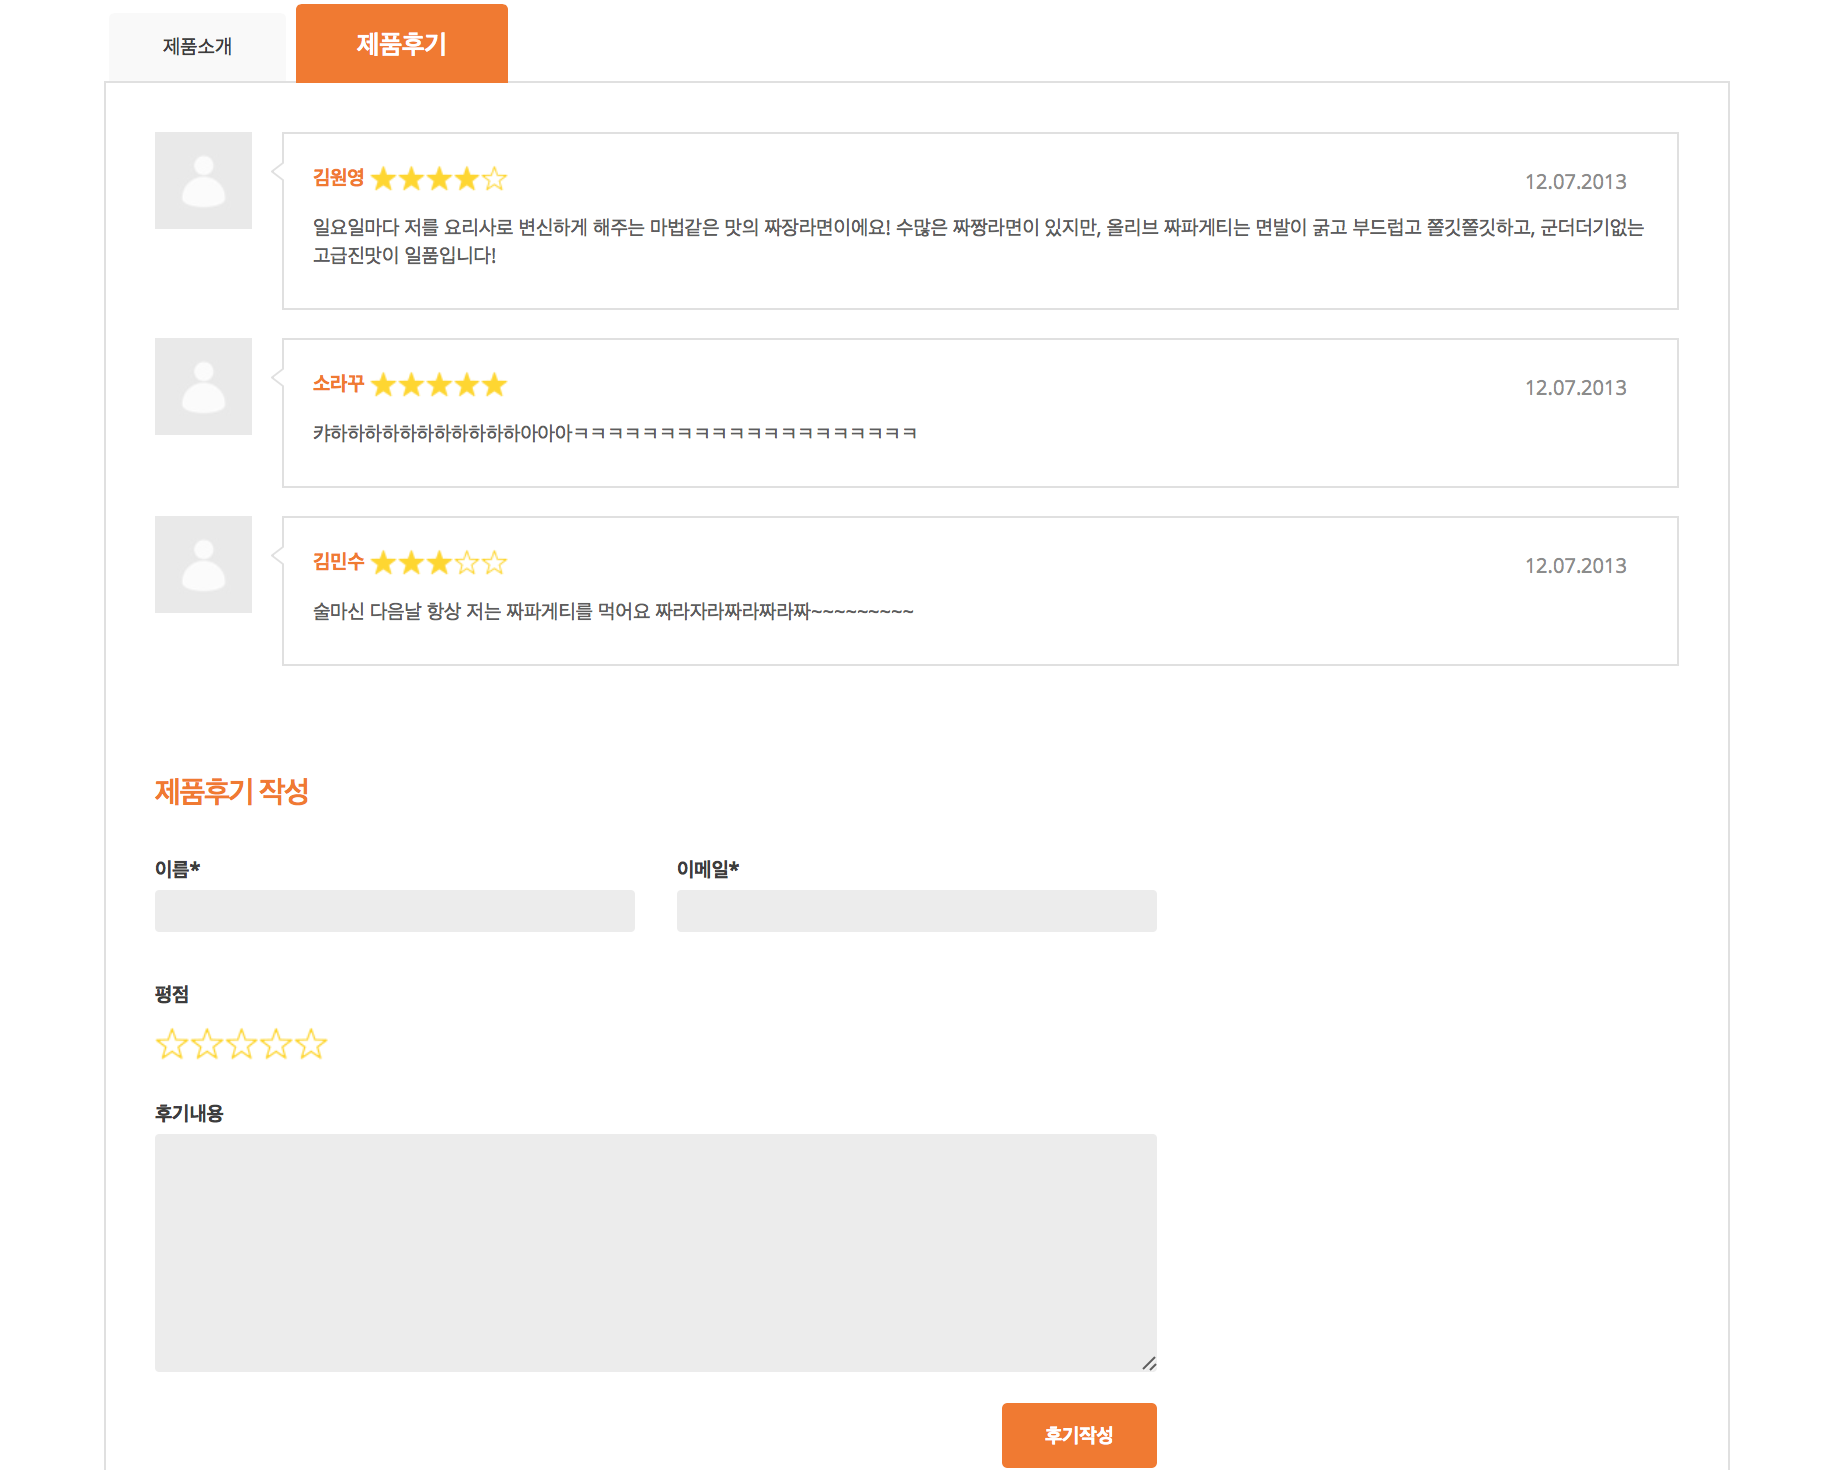 제품소개
제품후기
김원영
12.07.2013
일요일마다 저를 요리사로 변신하게 해주는 마법같은 맛의 짜장라면이에요! 수많은 짜짱라면이 있지만, 올리브 짜파게티는 면발이 굵고 부드럽고 쫄깃쫄깃하고, 군더더기없는
고급진맛이 일품입니다!
소라꾸
12.07.2013
캬하하하하하하하하하하하아아아ㅋㅋㅋㅋㅋㅋㅋㅋㅋㅋㅋㅋㅋㅋㅋㅋㅋㅋㅋㅋ
김민수
12.07.2013
술마신 다음날 항상 저는 짜파게티를 먹어요 짜라자라짜라짜라짜~~~~~~~~~
제품후기 작성
이름*
이메일*
평점
후기내용
후기작성